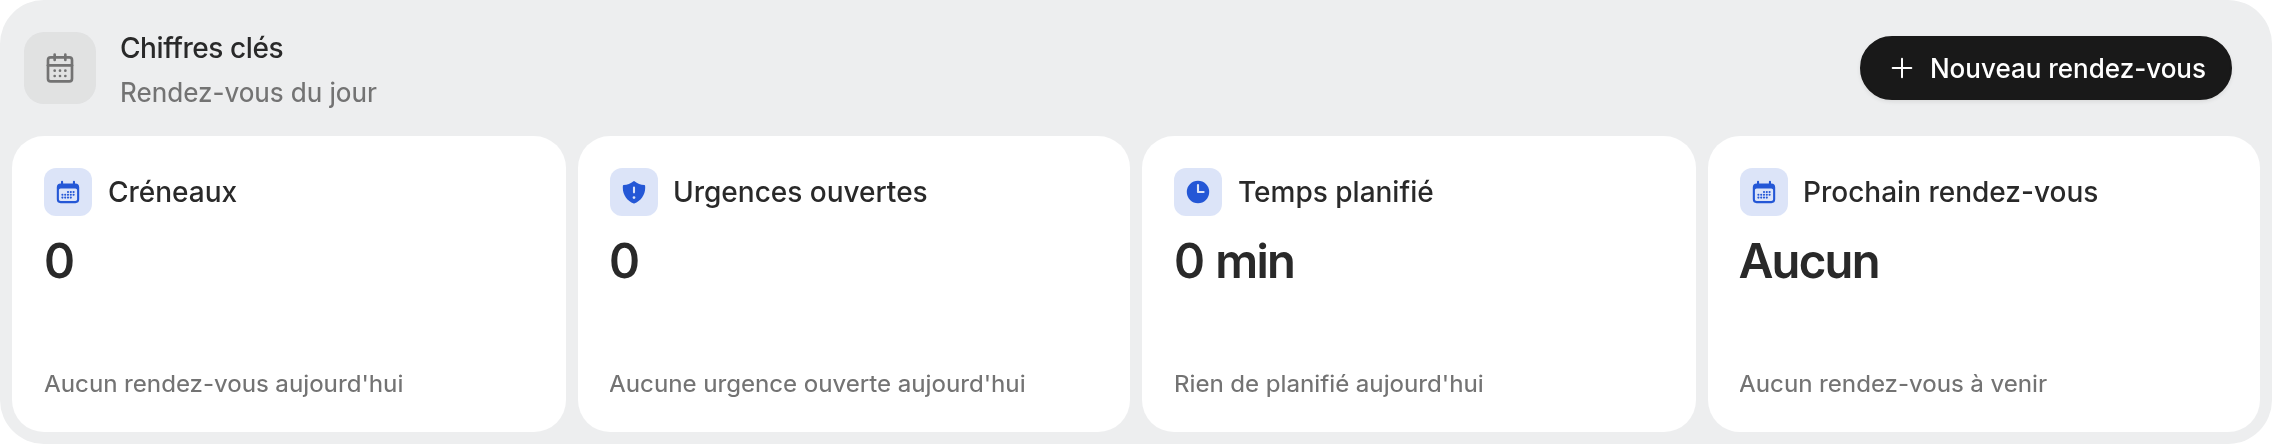 Chiffres clés
Rendez-vous du jour
Nouveau rendez-vous
Créneaux
0
Aucun rendez-vous aujourd'hui
Urgences ouvertes
0
Aucune urgence ouverte aujourd'hui
Temps planifié
0 min
Rien de planifié aujourd'hui
Prochain rendez-vous
Aucun
Aucun rendez-vous à venir